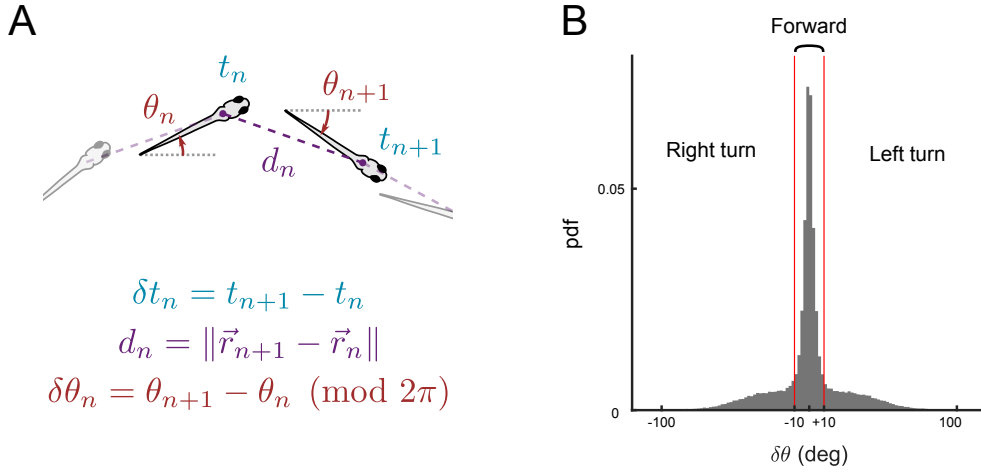 A
t_n
θ_n
θ_{n+1}
t_{n+1}
d_n
δt_n = t_{n+1} − t_n
d_n = ‖r⃗_{n+1} − r⃗_n‖
δθ_n = θ_{n+1} − θ_n (mod 2π)
B
Forward
Right turn
Left turn
0.05
pdf
0
-100
-10
+10
100
δθ (deg)